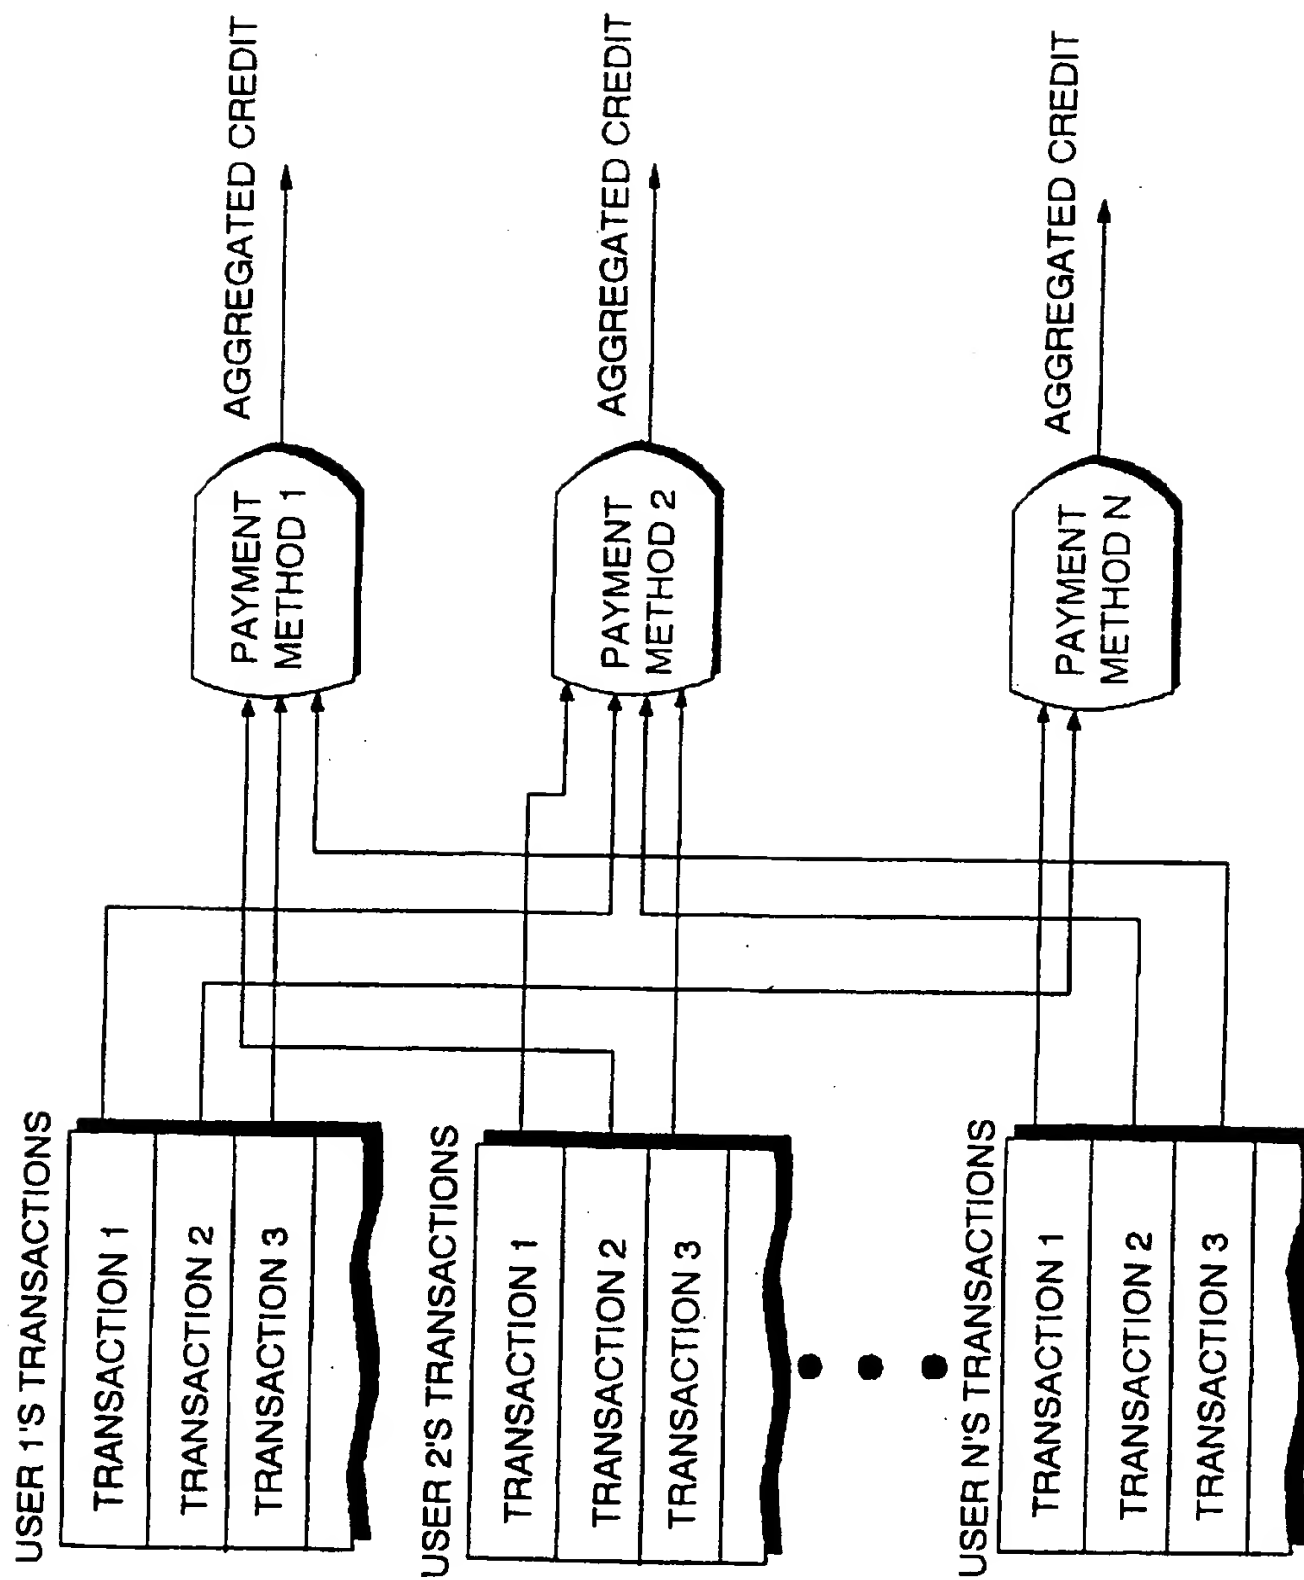 USER 1'S TRANSACTIONS
TRANSACTION 1
TRANSACTION 2
TRANSACTION 3
USER 2'S TRANSACTIONS
TRANSACTION 1
TRANSACTION 2
TRANSACTION 3
USER N'S TRANSACTIONS
TRANSACTION 1
TRANSACTION 2
TRANSACTION 3
PAYMENT
METHOD 1
AGGREGATED CREDIT
PAYMENT
METHOD 2
AGGREGATED CREDIT
PAYMENT
METHOD N
AGGREGATED CREDIT